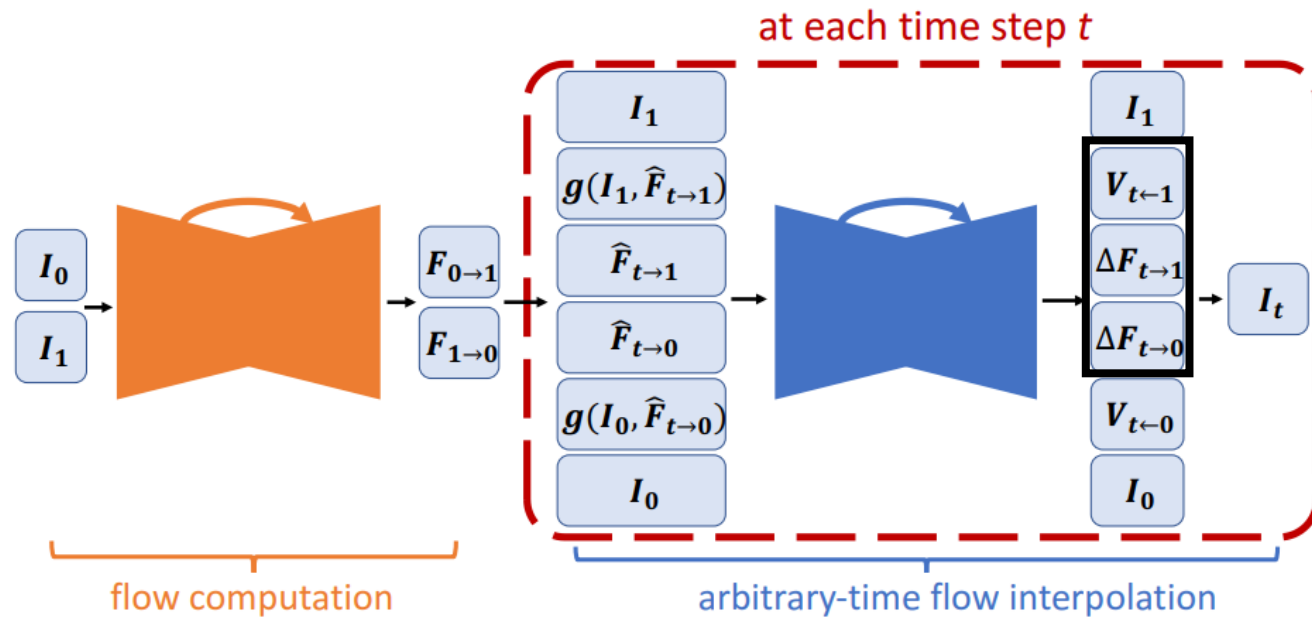 at each time step t
I₀
I₁
F₀→₁
F₁→₀
I₁
g(I₁, F̂ₜ→₁)
F̂ₜ→₁
F̂ₜ→₀
g(I₀, F̂ₜ→₀)
I₀
I₁
Vₜ←₁
ΔFₜ→₁
ΔFₜ→₀
Vₜ←₀
I₀
Iₜ
flow computation
arbitrary-time flow interpolation